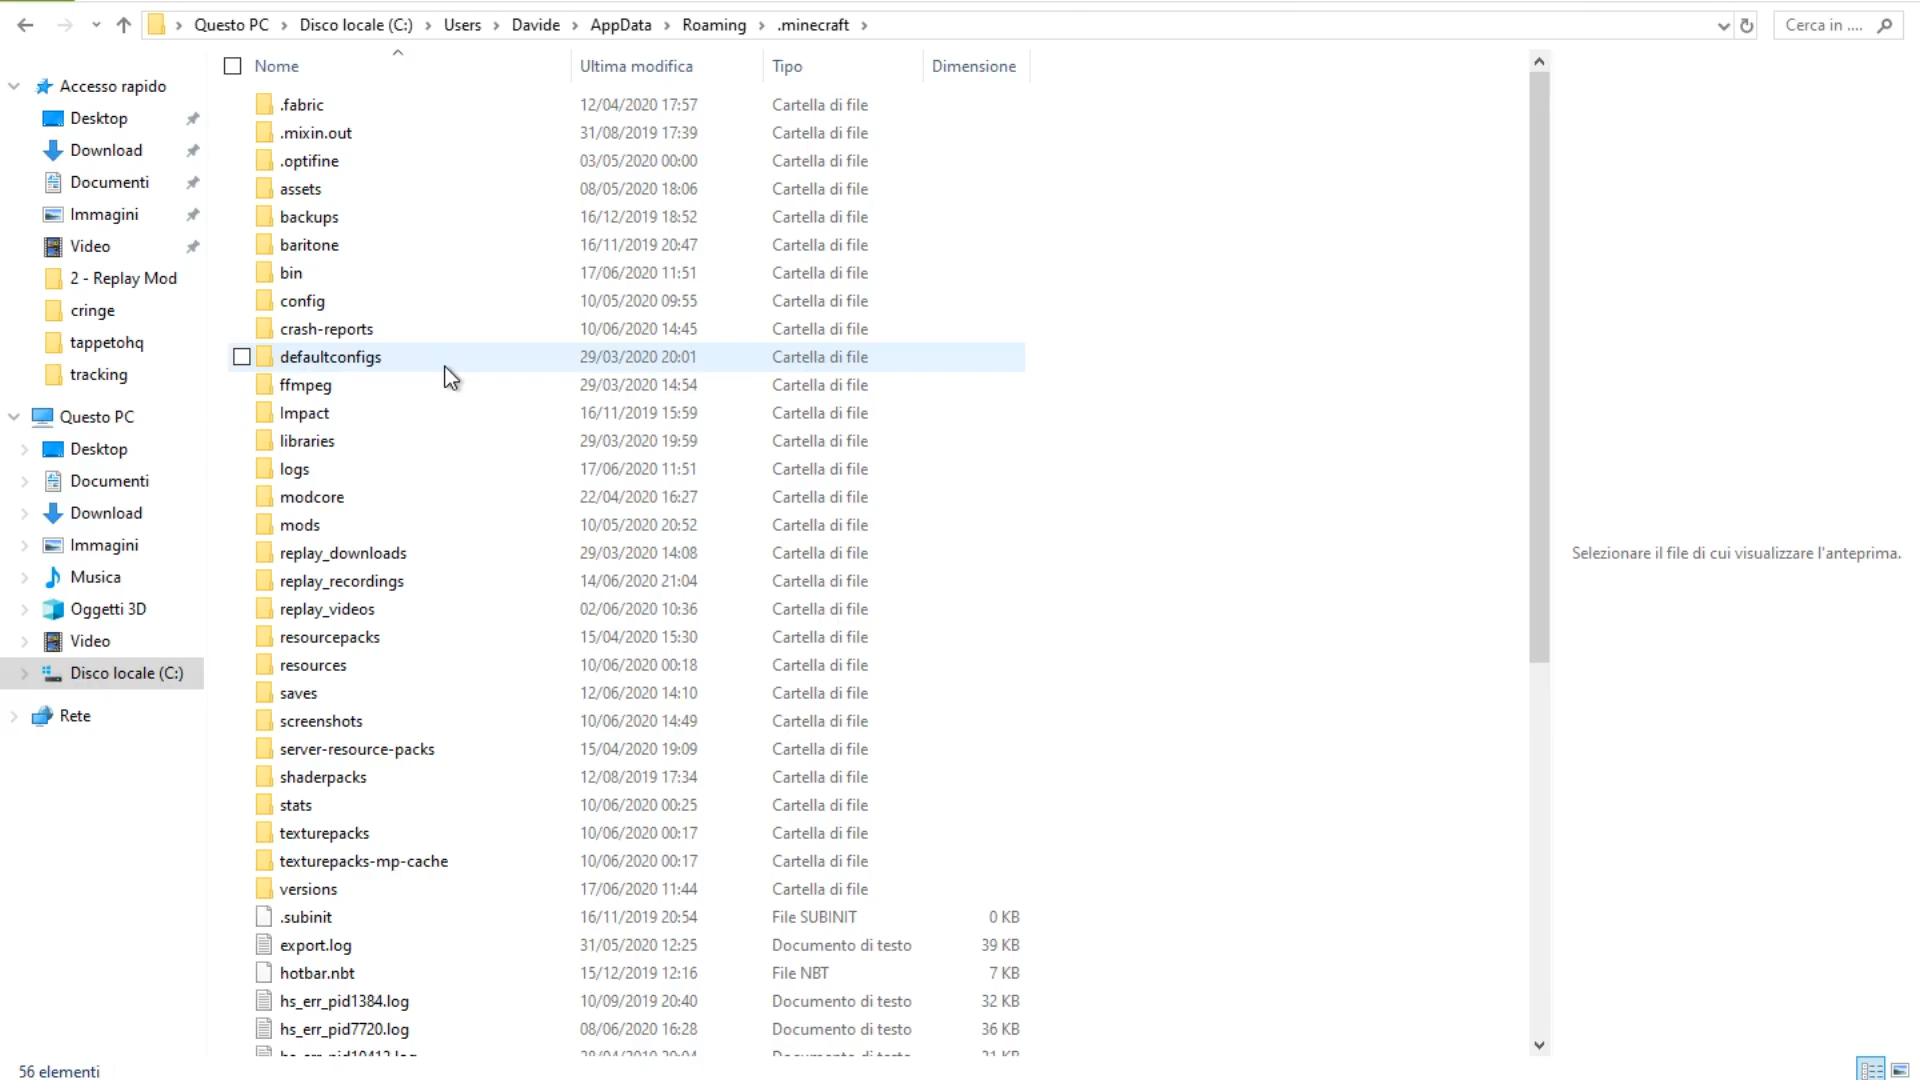 Questo PC > Disco locale (C:) > Users > Davide > AppData > Roaming > .minecraft >
Cerca in ....
Accesso rapido
Desktop
Download
Documenti
Immagini
Video
2 - Replay Mod
cringe
tappetohq
tracking
Questo PC
Desktop
Documenti
Download
Immagini
Musica
Oggetti 3D
Video
Disco locale (C:)
Rete
Nome Ultima modifica Tipo Dimensione
.fabric 12/04/2020 17:57 Cartella di file
.mixin.out 31/08/2019 17:39 Cartella di file
.optifine 03/05/2020 00:00 Cartella di file
assets 08/05/2020 18:06 Cartella di file
backups 16/12/2019 18:52 Cartella di file
baritone 16/11/2019 20:47 Cartella di file
bin 17/06/2020 11:51 Cartella di file
config 10/05/2020 09:55 Cartella di file
crash-reports 10/06/2020 14:45 Cartella di file
defaultconfigs 29/03/2020 20:01 Cartella di file
ffmpeg 29/03/2020 14:54 Cartella di file
Impact 16/11/2019 15:59 Cartella di file
libraries 29/03/2020 19:59 Cartella di file
logs 17/06/2020 11:51 Cartella di file
modcore 22/04/2020 16:27 Cartella di file
mods 10/05/2020 20:52 Cartella di file
replay_downloads 29/03/2020 14:08 Cartella di file
replay_recordings 14/06/2020 21:04 Cartella di file
replay_videos 02/06/2020 10:36 Cartella di file
resourcepacks 15/04/2020 15:30 Cartella di file
resources 10/06/2020 00:18 Cartella di file
saves 12/06/2020 14:10 Cartella di file
screenshots 10/06/2020 14:49 Cartella di file
server-resource-packs 15/04/2020 19:09 Cartella di file
shaderpacks 12/08/2019 17:34 Cartella di file
stats 10/06/2020 00:25 Cartella di file
texturepacks 10/06/2020 00:17 Cartella di file
texturepacks-mp-cache 10/06/2020 00:17 Cartella di file
versions 17/06/2020 11:44 Cartella di file
.subinit 16/11/2019 20:54 File SUBINIT 0 KB
export.log 31/05/2020 12:25 Documento di testo 39 KB
hotbar.nbt 15/12/2019 12:16 File NBT 7 KB
hs_err_pid1384.log 10/09/2019 20:40 Documento di testo 32 KB
hs_err_pid7720.log 08/06/2020 16:28 Documento di testo 36 KB
Selezionare il file di cui visualizzare l'anteprima.
56 elementi